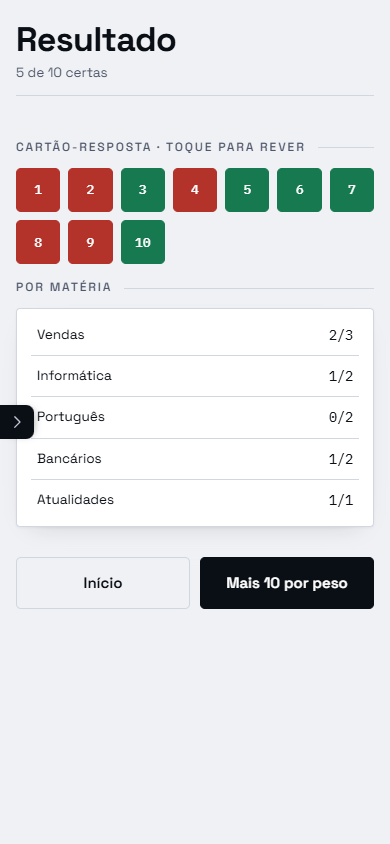 Resultado
5 de 10 certas
CARTÃO-RESPOSTA · TOQUE PARA REVER
1 2 3 4 5 6 7
8 9 10
POR MATÉRIA
Vendas 2/3
Informática 1/2
Português 0/2
Bancários 1/2
Atualidades 1/1
Início Mais 10 por peso